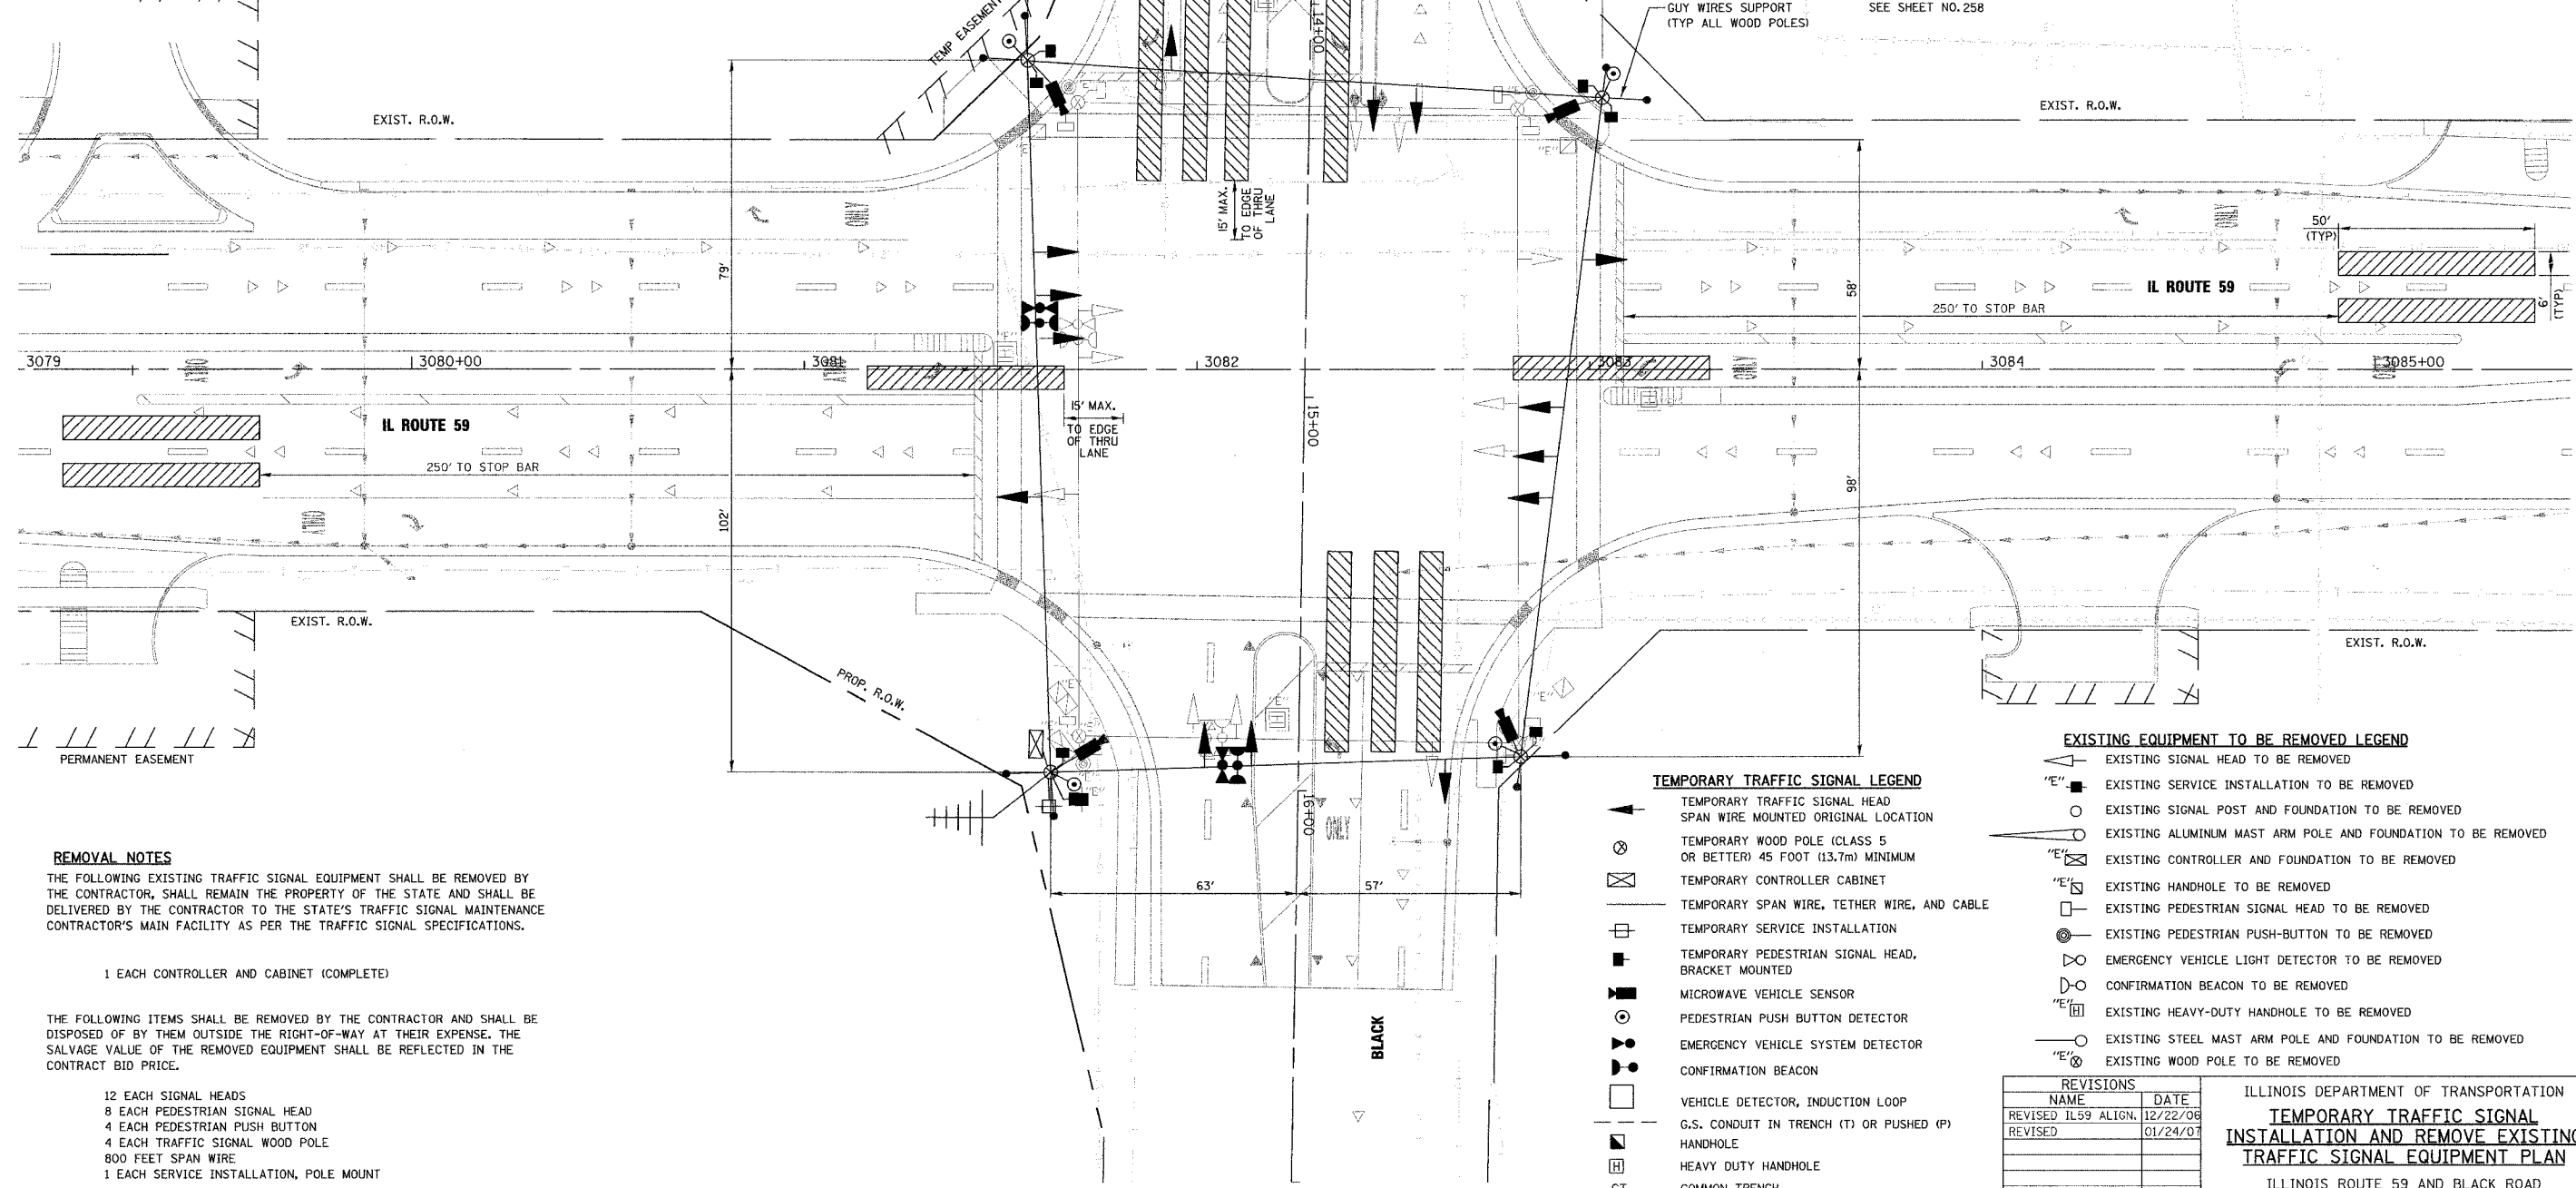 TEMP EASEMENT
14+00
GUY WIRES SUPPORT
(TYP ALL WOOD POLES)
SEE SHEET NO. 258
EXIST. R.O.W.
EXIST. R.O.W.
"E"
15' MAX.
TO EDGE
OF THRU
LANE
ONLY
ONLY
50'
(TYP)
79'
58'
IL ROUTE 59
6'
(TYP)
250' TO STOP BAR
3079
3080+00
3081
3082
3083
3084
3085+00
ONLY
ONLY
ONLY
ONLY
15' MAX.
TO EDGE
OF THRU
LANE
15+00
IL ROUTE 59
250' TO STOP BAR
98'
102'
ONLY
EXIST. R.O.W.
EXIST. R.O.W.
PROP. R.O.W.
"E"
"E"
"E"
H
"E"
PERMANENT EASEMENT
16+00
ONLY
63'
57'
BLACK
REMOVAL NOTES
THE FOLLOWING EXISTING TRAFFIC SIGNAL EQUIPMENT SHALL BE REMOVED BY
THE CONTRACTOR, SHALL REMAIN THE PROPERTY OF THE STATE AND SHALL BE
DELIVERED BY THE CONTRACTOR TO THE STATE'S TRAFFIC SIGNAL MAINTENANCE
CONTRACTOR'S MAIN FACILITY AS PER THE TRAFFIC SIGNAL SPECIFICATIONS.
1 EACH CONTROLLER AND CABINET (COMPLETE)
THE FOLLOWING ITEMS SHALL BE REMOVED BY THE CONTRACTOR AND SHALL BE
DISPOSED OF BY THEM OUTSIDE THE RIGHT-OF-WAY AT THEIR EXPENSE. THE
SALVAGE VALUE OF THE REMOVED EQUIPMENT SHALL BE REFLECTED IN THE
CONTRACT BID PRICE.
12 EACH SIGNAL HEADS
8 EACH PEDESTRIAN SIGNAL HEAD
4 EACH PEDESTRIAN PUSH BUTTON
4 EACH TRAFFIC SIGNAL WOOD POLE
800 FEET SPAN WIRE
1 EACH SERVICE INSTALLATION, POLE MOUNT
TEMPORARY TRAFFIC SIGNAL LEGEND
TEMPORARY TRAFFIC SIGNAL HEAD
SPAN WIRE MOUNTED ORIGINAL LOCATION
TEMPORARY WOOD POLE (CLASS 5
OR BETTER) 45 FOOT (13.7m) MINIMUM
TEMPORARY CONTROLLER CABINET
TEMPORARY SPAN WIRE, TETHER WIRE, AND CABLE
TEMPORARY SERVICE INSTALLATION
TEMPORARY PEDESTRIAN SIGNAL HEAD,
BRACKET MOUNTED
MICROWAVE VEHICLE SENSOR
PEDESTRIAN PUSH BUTTON DETECTOR
EMERGENCY VEHICLE SYSTEM DETECTOR
CONFIRMATION BEACON
VEHICLE DETECTOR, INDUCTION LOOP
G.S. CONDUIT IN TRENCH (T) OR PUSHED (P)
HANDHOLE
H HEAVY DUTY HANDHOLE
CT COMMON TRENCH
EXISTING EQUIPMENT TO BE REMOVED LEGEND
EXISTING SIGNAL HEAD TO BE REMOVED
"E" EXISTING SERVICE INSTALLATION TO BE REMOVED
EXISTING SIGNAL POST AND FOUNDATION TO BE REMOVED
EXISTING ALUMINUM MAST ARM POLE AND FOUNDATION TO BE REMOVED
"E" EXISTING CONTROLLER AND FOUNDATION TO BE REMOVED
"E" EXISTING HANDHOLE TO BE REMOVED
EXISTING PEDESTRIAN SIGNAL HEAD TO BE REMOVED
EXISTING PEDESTRIAN PUSH-BUTTON TO BE REMOVED
EMERGENCY VEHICLE LIGHT DETECTOR TO BE REMOVED
CONFIRMATION BEACON TO BE REMOVED
"E" H EXISTING HEAVY-DUTY HANDHOLE TO BE REMOVED
EXISTING STEEL MAST ARM POLE AND FOUNDATION TO BE REMOVED
"E" EXISTING WOOD POLE TO BE REMOVED
REVISIONS
NAME DATE
REVISED IL59 ALIGN. 12/22/06
REVISED 01/24/07
ILLINOIS DEPARTMENT OF TRANSPORTATION
TEMPORARY TRAFFIC SIGNAL
INSTALLATION AND REMOVE EXISTING
TRAFFIC SIGNAL EQUIPMENT PLAN
ILLINOIS ROUTE 59 AND BLACK ROAD